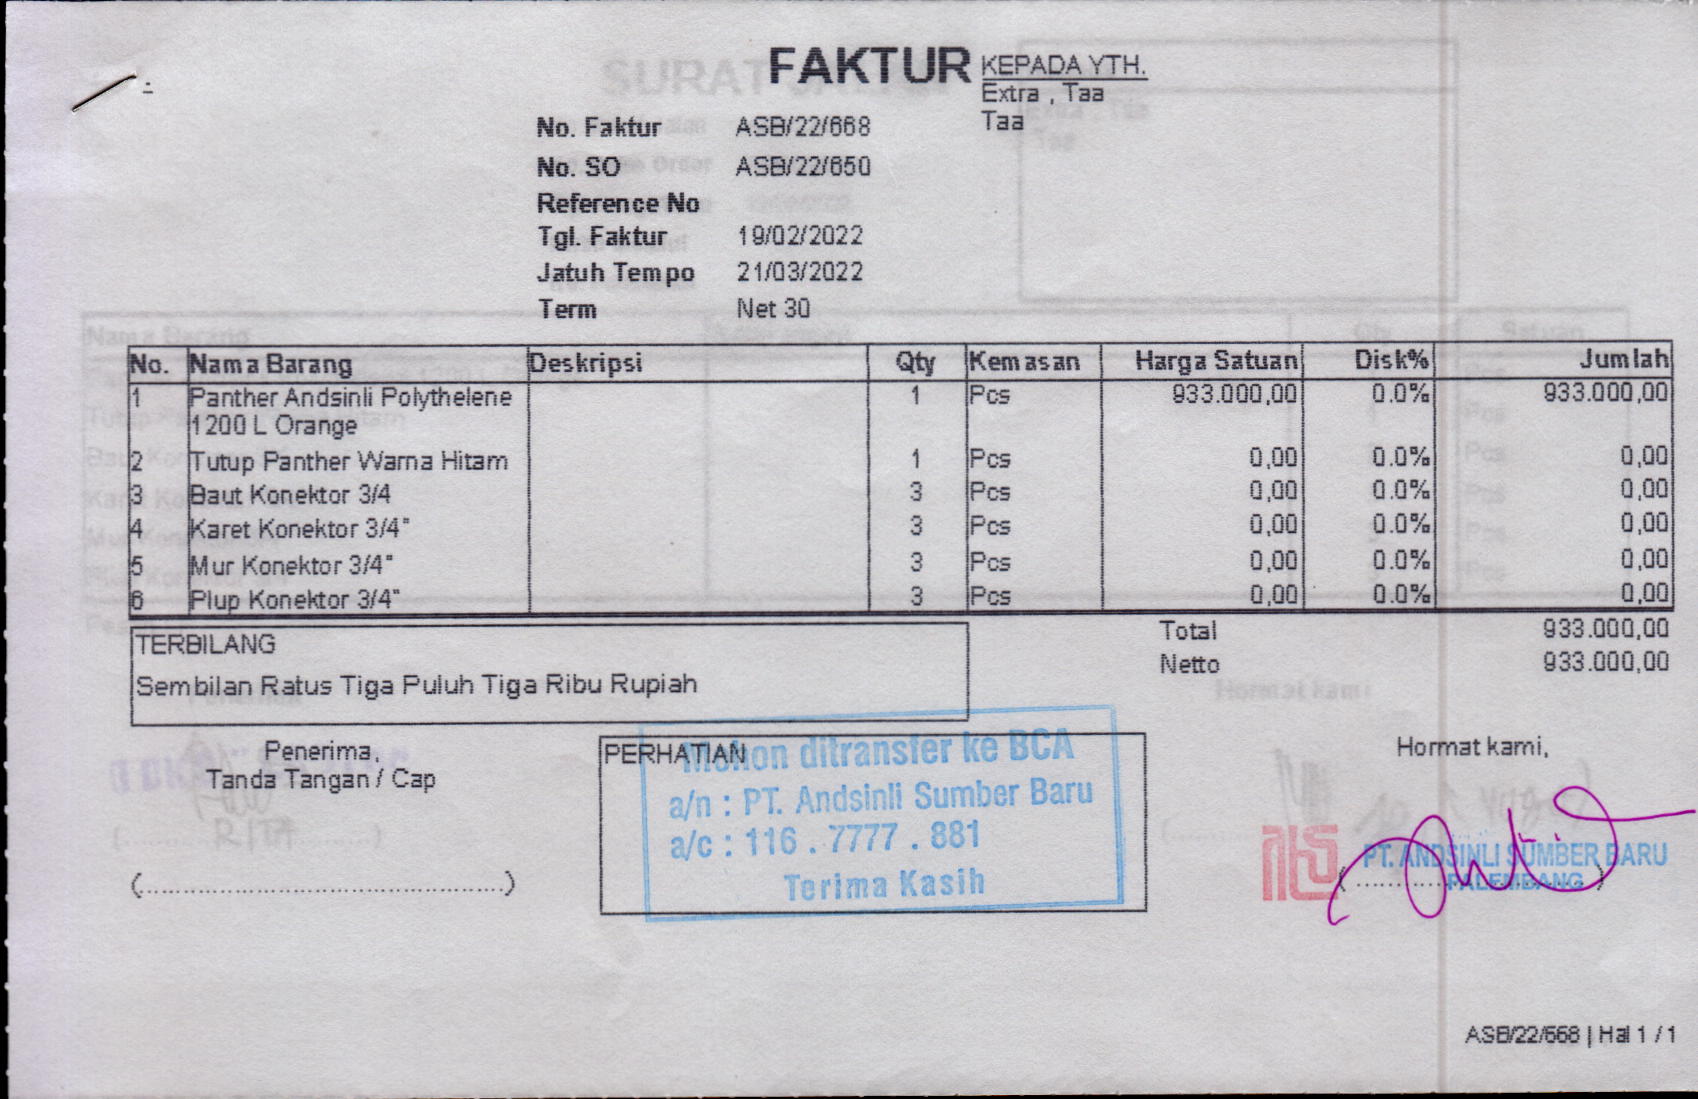 FAKTUR
KEPADA YTH.
Extra , Taa
Taa
No. Faktur ASB/22/668
No. SO ASB/22/650
Reference No
Tgl. Faktur 19/02/2022
Jatuh Tempo 21/03/2022
Term Net 30
No. Nama Barang Deskripsi Qty Kemasan Harga Satuan Disk% Jumlah
1 Panther Andsinli Polythelene 1 Pcs 933.000,00 0.0% 933.000,00
1200 L Orange
2 Tutup Panther Warna Hitam 1 Pcs 0,00 0.0% 0,00
3 Baut Konektor 3/4 3 Pcs 0,00 0.0% 0,00
4 Karet Konektor 3/4" 3 Pcs 0,00 0.0% 0,00
5 Mur Konektor 3/4" 3 Pcs 0,00 0.0% 0,00
6 Plup Konektor 3/4" 3 Pcs 0,00 0.0% 0,00
Total 933.000,00
Netto 933.000,00
TERBILANG
Sembilan Ratus Tiga Puluh Tiga Ribu Rupiah
Penerima,
Tanda Tangan / Cap
(................................................)
PERHATIAN
Mohon ditransfer ke BCA
a/n : PT. Andsinli Sumber Baru
a/c : 116 . 7777 . 881
Terima Kasih
Hormat kami,
PT. ANDSINLI SUMBER BARU
PALEMBANG
RITA
ASB/22/668 | Hal 1 / 1